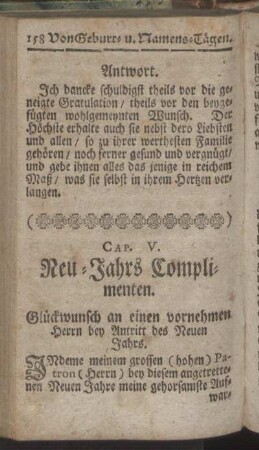 158 Von Geburt- u. Namens-Tägen.
Antwort.
Ich dancke schuldigst theils vor die ge-
neigte Gratulation/ theils vor den beyge-
fügten wohlgemeynten Wunsch. Der
Höchste erhalte auch sie nebst dero Liebsten
und allen/ so zu ihrer werthesten Familie
gehören/ noch ferner gesund und vergnügt/
und gebe ihnen alles das jenige in reichem
Maß/ was sie selbst in ihrem Hertzen ver-
langen.
CAP. V.
Neu-Jahrs Compli-
menten.
Glückwunsch an einen vornehmen
Herrn bey Antritt des Neuen
Jahrs.
INdeme meinem grossen (hohen) Pa-
tron (Herrn) bey diesem angetrette-
nen Neuen Jahre meine gehorsamste Auf-
war-